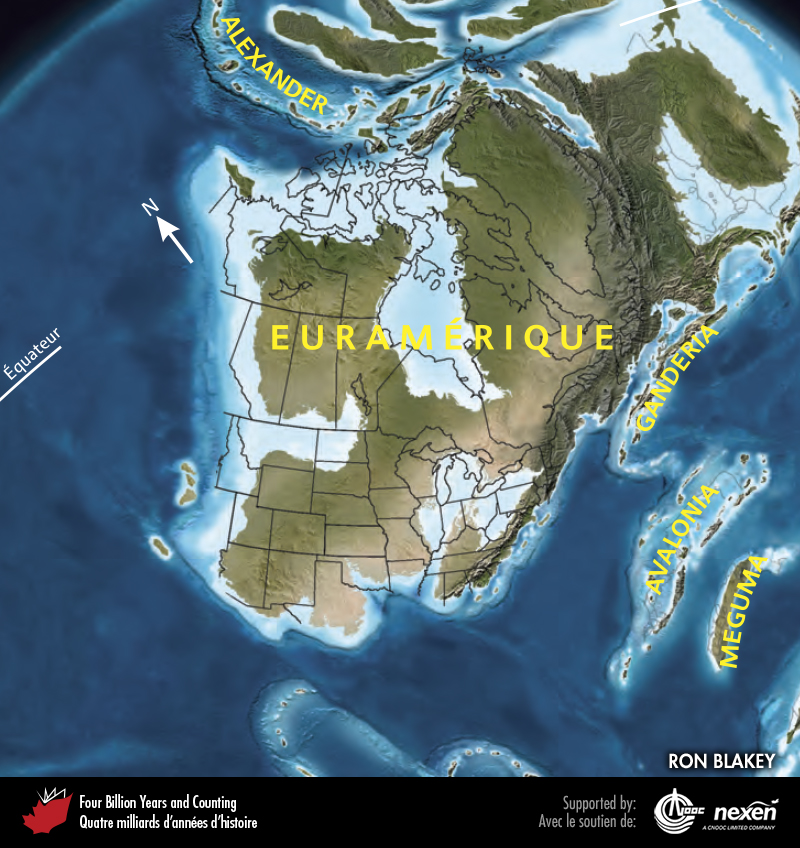 ALEXANDER
N
Équateur
EURAMÉRIQUE
GANDERIA
AVALONIA
MEGUMA
RON BLAKEY
Four Billion Years and Counting
Quatre milliards d'années d'histoire
Supported by:
Avec le soutien de:
CNOOC
nexen
A CNOOC LIMITED COMPANY